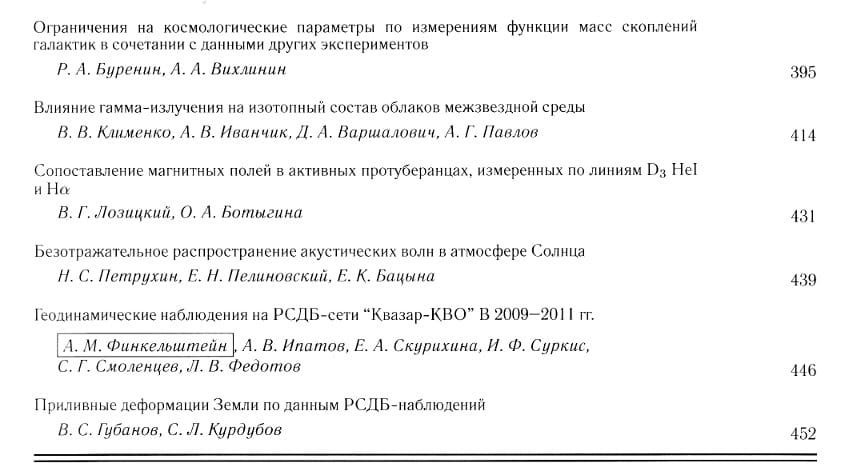 Ограничения на космологические параметры по измерениям функции масс скоплений
галактик в сочетании с данными других экспериментов
Р. А. Буренин, А. А. Вихлинин
395
Влияние гамма-излучения на изотопный состав облаков межзвездной среды
В. В. Клименко, А. В. Иванчик, Д. А. Варшалович, А. Г. Павлов
414
Сопоставление магнитных полей в активных протуберанцах, измеренных по линиям D3 HeI
и Hα
В. Г. Лозицкий, О. А. Ботыгина
431
Безотражательное распространение акустических волн в атмосфере Солнца
Н. С. Петрухин, Е. Н. Пелиновский, Е. К. Бацына
439
Геодинамические наблюдения на РСДБ-сети “Квазар-КВО” В 2009—2011 гг.
А. М. Финкельштейн, А. В. Ипатов, Е. А. Скурихина, И. Ф. Суркис,
С. Г. Смоленцев, Л. В. Федотов
446
Приливные деформации Земли по данным РСДБ-наблюдений
В. С. Губанов, С. Л. Курдубов
452